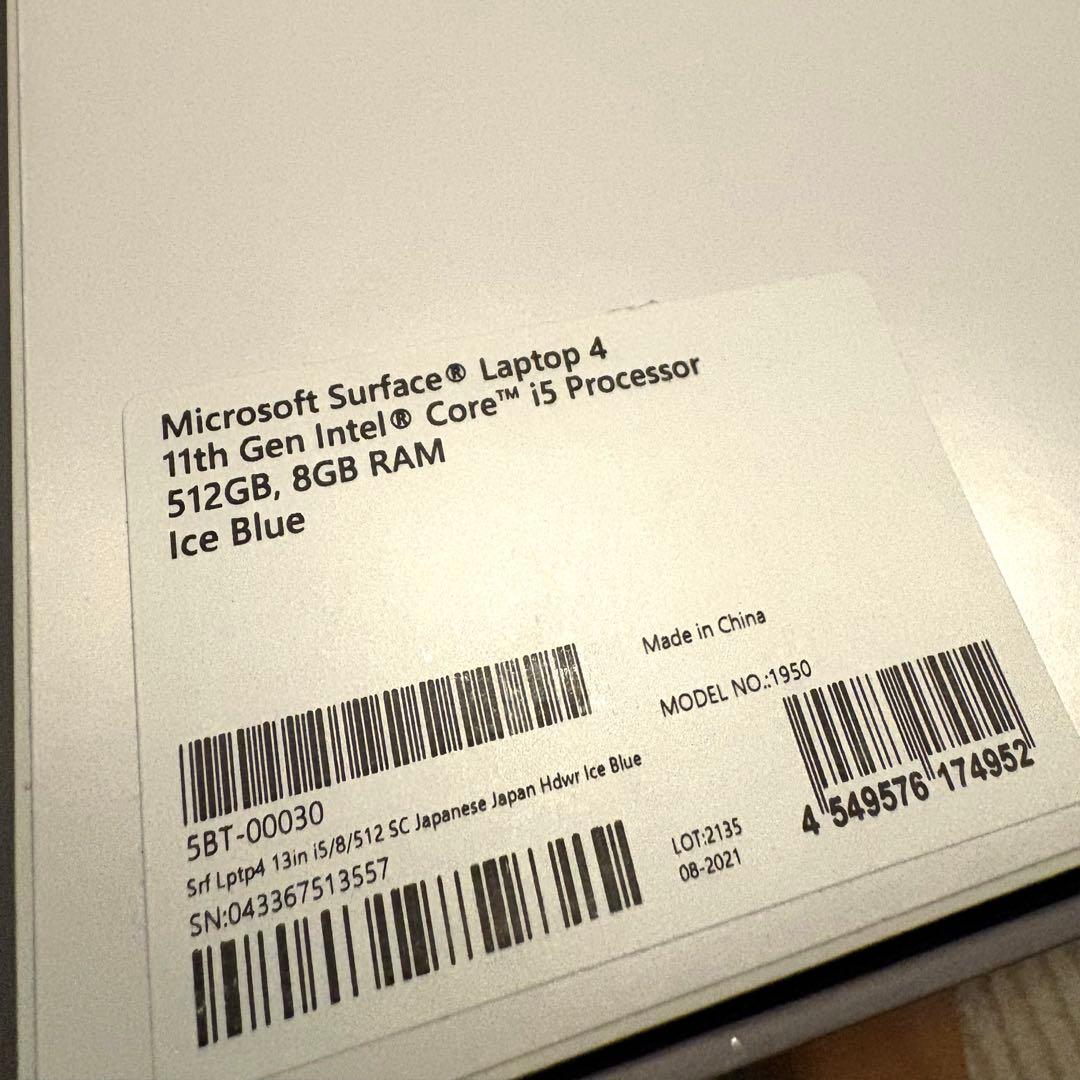 Microsoft Surface® Laptop 4
11th Gen Intel® Core™ i5 Processor
512GB, 8GB RAM
Ice Blue
Made in China
MODEL NO.:1950
5BT-00030
Srf Lptp4 13in i5/8/512 SC Japanese Japan Hdwr Ice Blue
SN:043367513557
LOT:2135
08-2021
4 549576 174952